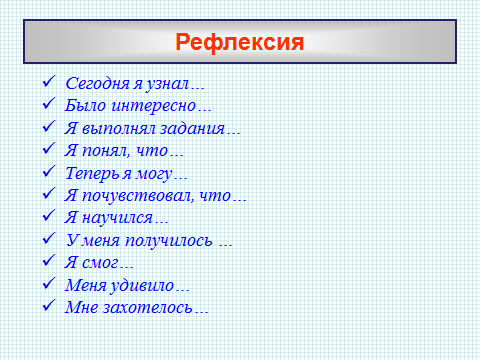 Рефлексия
Сегодня я узнал…
Было интересно…
Я выполнял задания…
Я понял, что…
Теперь я могу…
Я почувствовал, что…
Я научился…
У меня получилось …
Я смог…
Меня удивило…
Мне захотелось…